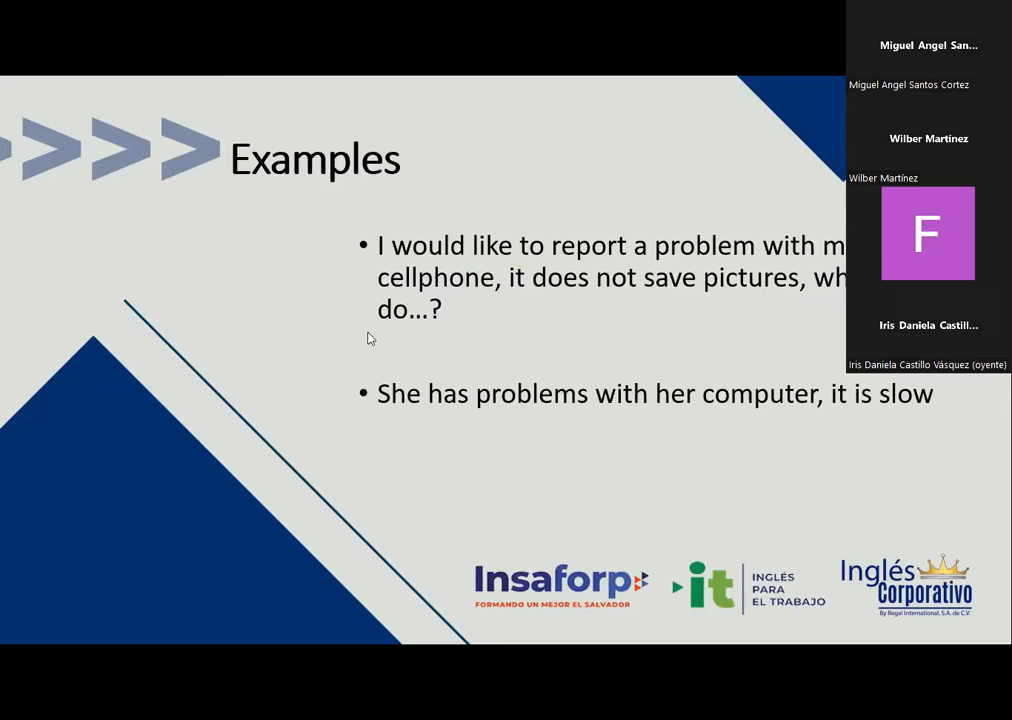 Examples
• I would like to report a problem with
cellphone, it does not save pictures,
do...?
• She has problems with her computer, it is slow
Insaforp
FORMANDO UN MEJOR EL SALVADOR
it
INGLÉS
PARA
EL TRABAJO
Inglés
Corporativo
By Regal International, S.A. de C.V.
Miguel Angel San...
Miguel Angel Santos Cortez
Wilber Martínez
Wilber Martínez
F
Iris Daniela Castill...
Iris Daniela Castillo Vásquez (oyente)